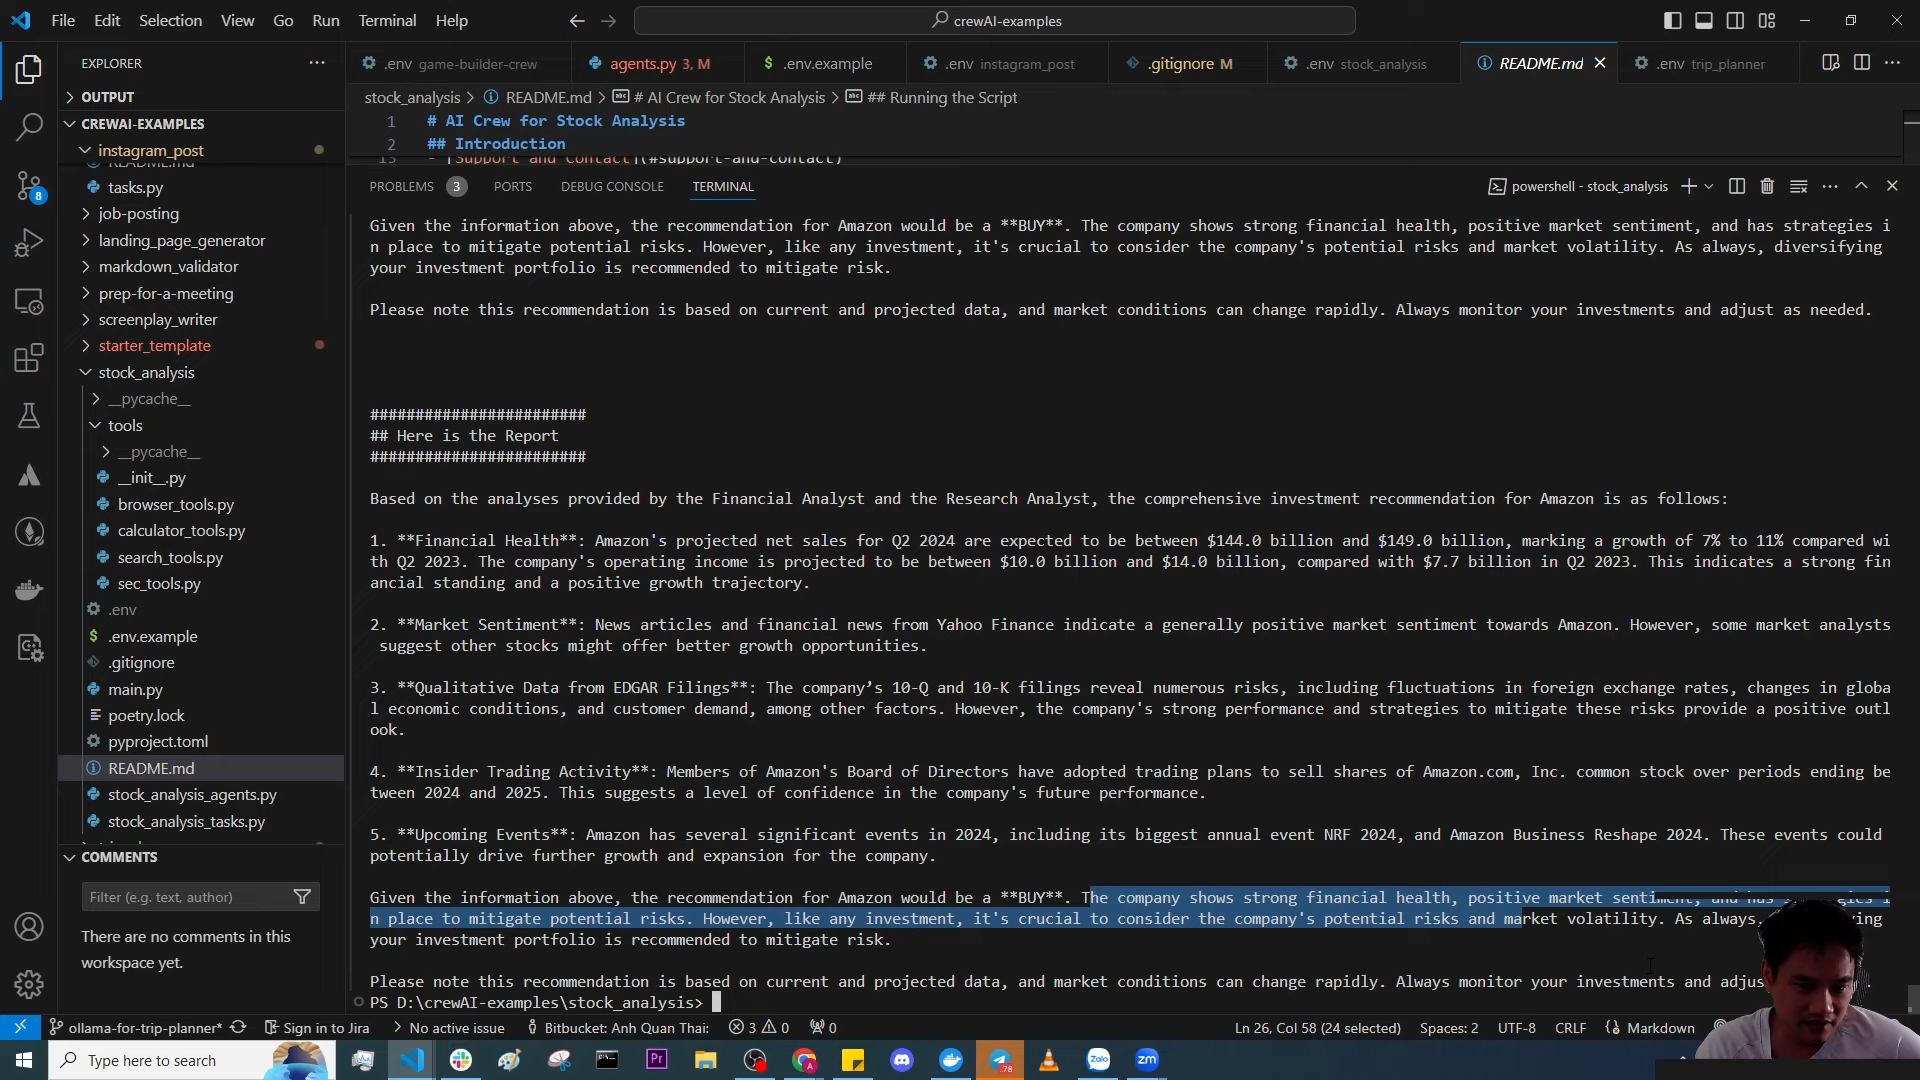 File Edit Selection View Go Run Terminal Help
crewAI-examples
EXPLORER
OUTPUT
CREWAI-EXAMPLES
instagram_post
README.md
tasks.py
job-posting
landing_page_generator
markdown_validator
prep-for-a-meeting
screenplay_writer
starter_template
stock_analysis
__pycache__
tools
__pycache__
__init__.py
browser_tools.py
calculator_tools.py
search_tools.py
sec_tools.py
.env
.env.example
.gitignore
main.py
poetry.lock
pyproject.toml
README.md
stock_analysis_agents.py
stock_analysis_tasks.py
COMMENTS
Filter (e.g. text, author)
There are no comments in this
workspace yet.
8
.env game-builder-crew
agents.py 3, M
.env.example
.env instagram_post
.gitignore M
.env stock_analysis
README.md
.env trip_planner
stock_analysis > README.md > # AI Crew for Stock Analysis > ## Running the Script
1 # AI Crew for Stock Analysis
2 ## Introduction
13 - [Support and Contact](#support-and-contact)
PROBLEMS 3 PORTS DEBUG CONSOLE TERMINAL
powershell - stock_analysis
Given the information above, the recommendation for Amazon would be a **BUY**. The company shows strong financial health, positive market sentiment, and has strategies i
n place to mitigate potential risks. However, like any investment, it's crucial to consider the company's potential risks and market volatility. As always, diversifying
your investment portfolio is recommended to mitigate risk.
Please note this recommendation is based on current and projected data, and market conditions can change rapidly. Always monitor your investments and adjust as needed.
########################
## Here is the Report
########################
Based on the analyses provided by the Financial Analyst and the Research Analyst, the comprehensive investment recommendation for Amazon is as follows:
1. **Financial Health**: Amazon's projected net sales for Q2 2024 are expected to be between $144.0 billion and $149.0 billion, marking a growth of 7% to 11% compared wi
th Q2 2023. The company's operating income is projected to be between $10.0 billion and $14.0 billion, compared with $7.7 billion in Q2 2023. This indicates a strong fin
ancial standing and a positive growth trajectory.
2. **Market Sentiment**: News articles and financial news from Yahoo Finance indicate a generally positive market sentiment towards Amazon. However, some market analysts
suggest other stocks might offer better growth opportunities.
3. **Qualitative Data from EDGAR Filings**: The company’s 10-Q and 10-K filings reveal numerous risks, including fluctuations in foreign exchange rates, changes in globa
l economic conditions, and customer demand, among other factors. However, the company's strong performance and strategies to mitigate these risks provide a positive outl
ook.
4. **Insider Trading Activity**: Members of Amazon's Board of Directors have adopted trading plans to sell shares of Amazon.com, Inc. common stock over periods ending be
tween 2024 and 2025. This suggests a level of confidence in the company's future performance.
5. **Upcoming Events**: Amazon has several significant events in 2024, including its biggest annual event NRF 2024, and Amazon Business Reshape 2024. These events could
potentially drive further growth and expansion for the company.
Given the information above, the recommendation for Amazon would be a **BUY**. The company shows strong financial health, positive market sentiment, and has strategies i
n place to mitigate potential risks. However, like any investment, it's crucial to consider the company's potential risks and market volatility. As always,
your investment portfolio is recommended to mitigate risk.
Please note this recommendation is based on current and projected data, and market conditions can change rapidly. Always monitor your investments and
PS D:\crewAI-examples\stock_analysis>
ollama-for-trip-planner* Sign in to Jira No active issue Bitbucket: Anh Quan Thai: 3 0 0 Ln 26, Col 58 (24 selected) Spaces: 2 UTF-8 CRLF Markdown
Type here to search
Pr
A
78
Zalo
zm